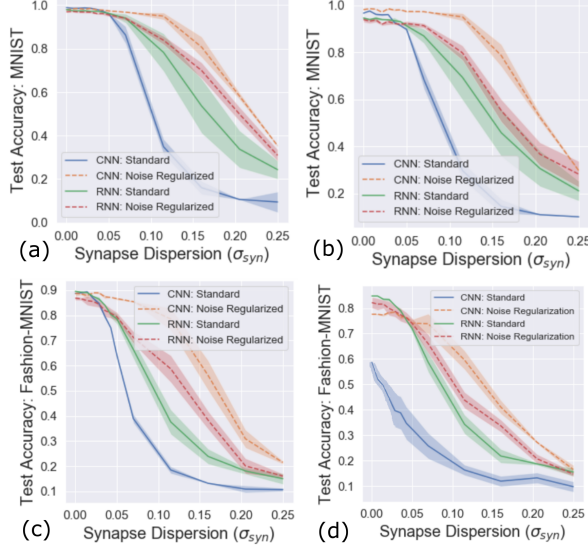 Test Accuracy: MNIST
1.0
0.8
0.6
0.4
0.2
0.0
CNN: Standard
CNN: Noise Regularized
RNN: Standard
RNN: Noise Regularized
0.00 0.05 0.10 0.15 0.20 0.25
(a) Synapse Dispersion (σsyn)
Test Accuracy: MNIST
1.0
0.8
0.6
0.4
0.2
CNN: Standard
CNN: Noise Regularized
RNN: Standard
RNN: Noise Regularized
0.00 0.05 0.10 0.15 0.20 0.25
(b) Synapse Dispersion (σsyn)
Test Accuracy: Fashion-MNIST
0.9
0.8
0.7
0.6
0.5
0.4
0.3
0.2
0.1
CNN: Standard
CNN: Noise Regularized
RNN: Standard
RNN: Noise Regularized
0.00 0.05 0.10 0.15 0.20 0.25
(c) Synapse Dispersion (σsyn)
Test Accuracy: Fashion-MNIST
0.8
0.7
0.6
0.5
0.4
0.3
0.2
0.1
CNN: Standard
CNN: Noise Regularization
RNN: Standard
RNN: Noise Regularization
0.00 0.05 0.10 0.15 0.20 0.25
(d) Synapse Dispersion (σsyn)